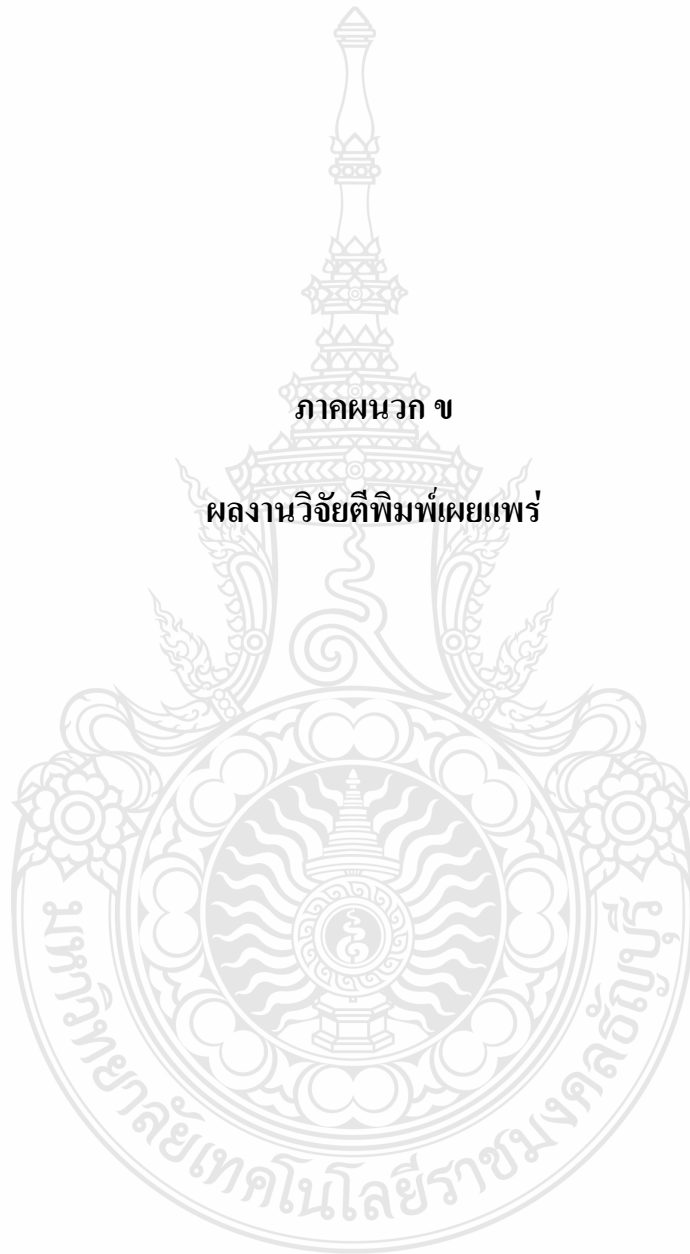 ภาคผนวก ข
ผลงานวิจัยตีพิมพ์เผยแพร่
มหาวิทยาลัยเทคโนโลยีราชมงคลธัญบุรี